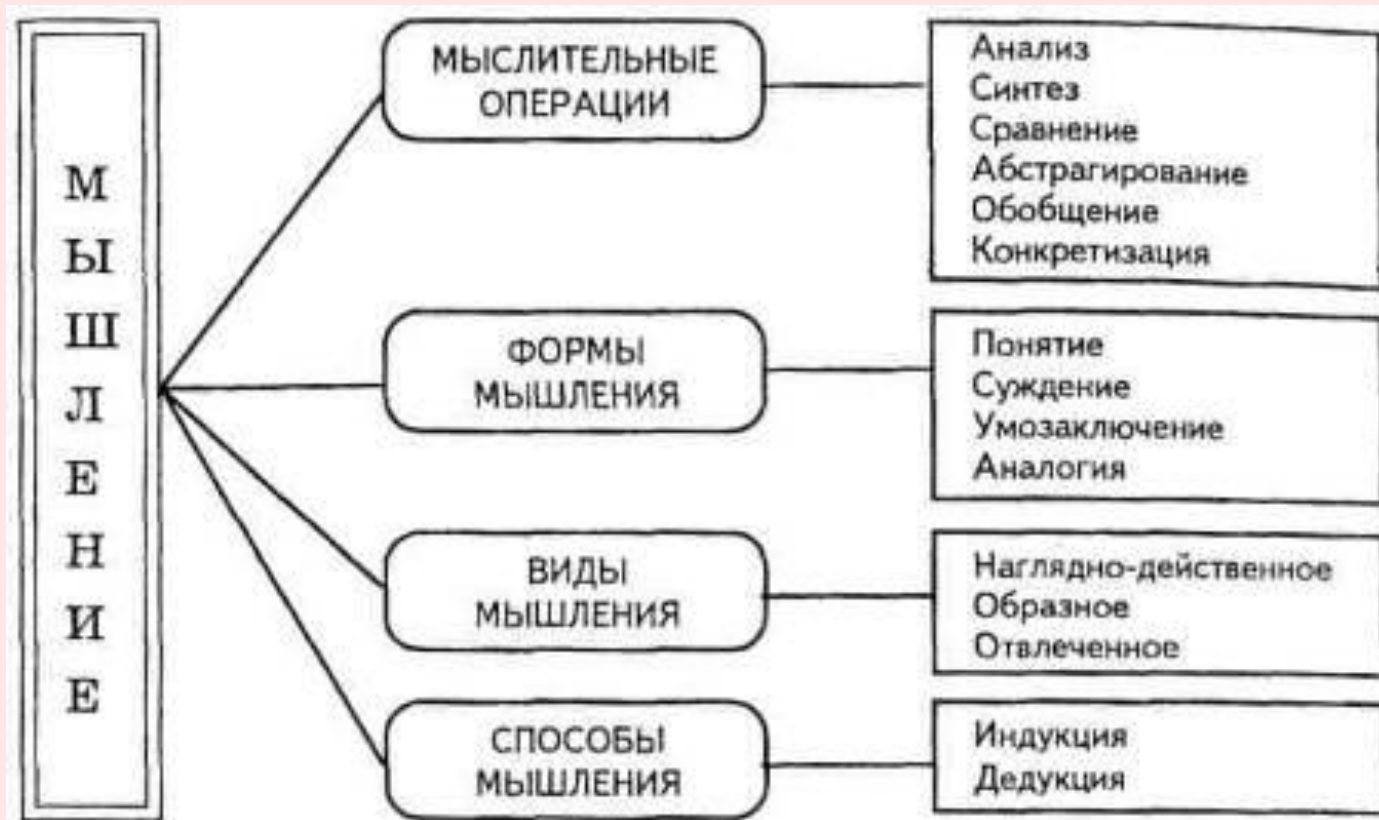 МЫШЛЕНИЕ
МЫСЛИТЕЛЬНЫЕ
ОПЕРАЦИИ
Анализ
Синтез
Сравнение
Абстрагирование
Обобщение
Конкретизация
ФОРМЫ
МЫШЛЕНИЯ
Понятие
Суждение
Умозаключение
Аналогия
ВИДЫ
МЫШЛЕНИЯ
Наглядно-действенное
Образное
Отвлеченное
СПОСОБЫ
МЫШЛЕНИЯ
Индукция
Дедукция